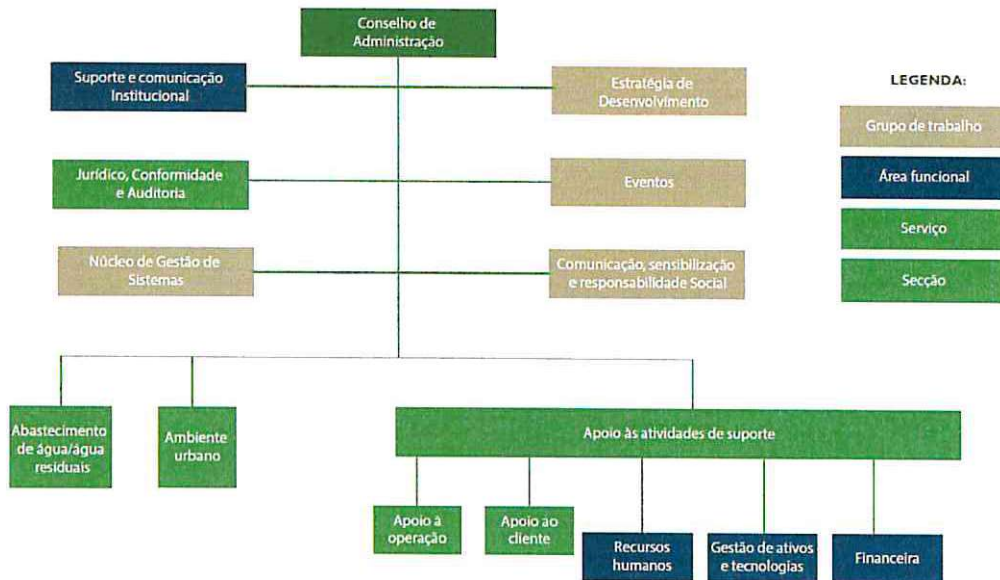 Conselho de
Administração
Suporte e comunicação
Institucional
Estratégia de
Desenvolvimento
Jurídico, Conformidade
e Auditoria
Eventos
Núcleo de Gestão de
Sistemas
Comunicação, sensibilização
e responsabilidade Social
LEGENDA:
Grupo de trabalho
Área funcional
Serviço
Secção
Abastecimento
de água/água
residuais
Ambiente
urbano
Apoio às atividades de suporte
Apoio à
operação
Apoio ao
cliente
Recursos
humanos
Gestão de ativos
e tecnologias
Financeira